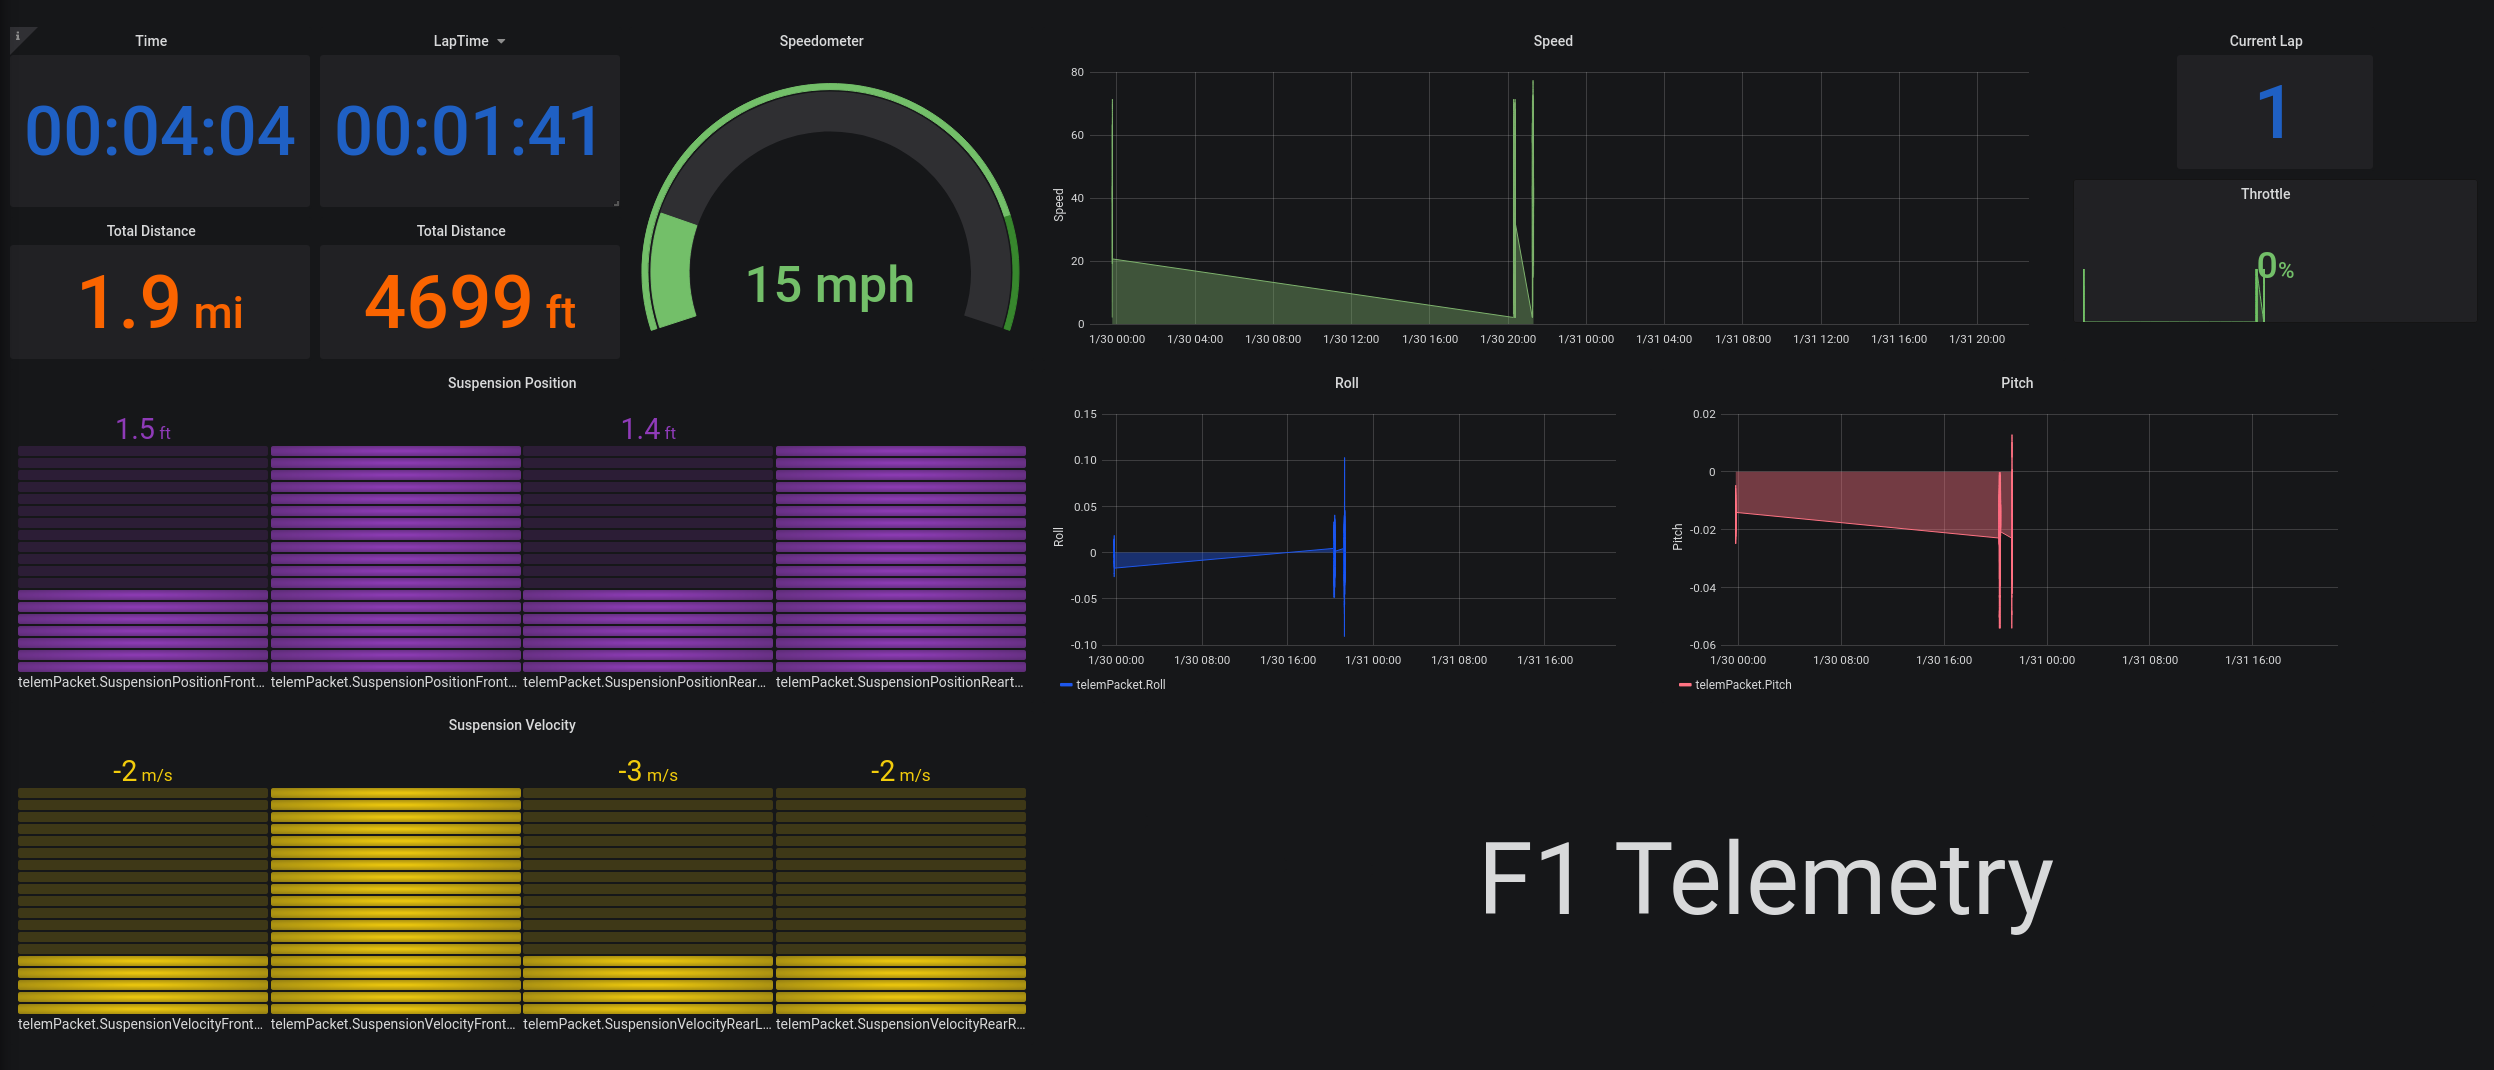 i
Time
LapTime
Speedometer
Speed
Current Lap
00:04:04
00:01:41
15 mph
1
Total Distance
Total Distance
1.9 mi
4699 ft
Throttle
0%
80
60
40
20
0
Speed
1/30 00:00 1/30 04:00 1/30 08:00 1/30 12:00 1/30 16:00 1/30 20:00 1/31 00:00 1/31 04:00 1/31 08:00 1/31 12:00 1/31 16:00 1/31 20:00
Suspension Position
1.5 ft
1.4 ft
telemPacket.SuspensionPositionFront...
telemPacket.SuspensionPositionFront...
telemPacket.SuspensionPositionRear...
telemPacket.SuspensionPositionReart...
Roll
0.15
0.10
0.05
0
-0.05
-0.10
Roll
1/30 00:00 1/30 08:00 1/30 16:00 1/31 00:00 1/31 08:00 1/31 16:00
telemPacket.Roll
Pitch
0.02
0
-0.02
-0.04
-0.06
Pitch
1/30 00:00 1/30 08:00 1/30 16:00 1/31 00:00 1/31 08:00 1/31 16:00
telemPacket.Pitch
Suspension Velocity
-2 m/s
-3 m/s
-2 m/s
telemPacket.SuspensionVelocityFront...
telemPacket.SuspensionVelocityFront...
telemPacket.SuspensionVelocityRearL...
telemPacket.SuspensionVelocityRearR...
F1 Telemetry